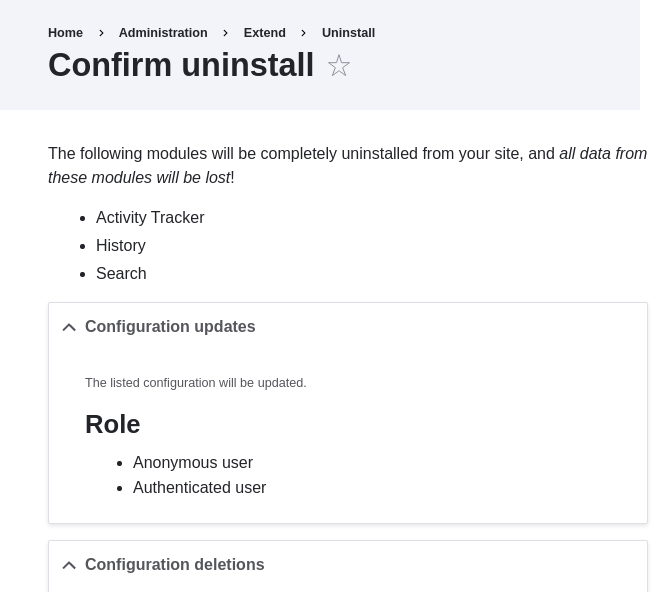 Home > Administration > Extend > Uninstall
Confirm uninstall
The following modules will be completely uninstalled from your site, and all data from
these modules will be lost!
Activity Tracker
History
Search
Configuration updates
The listed configuration will be updated.
Role
Anonymous user
Authenticated user
Configuration deletions